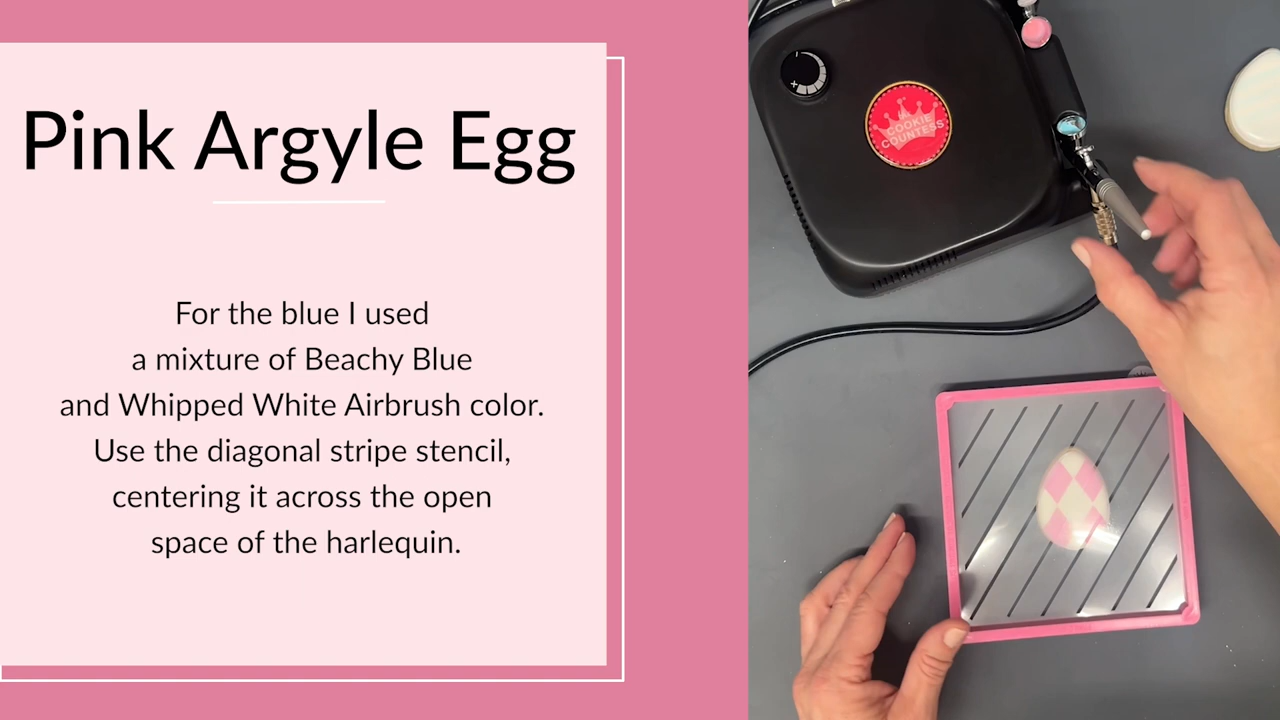 Pink Argyle Egg
For the blue I used
a mixture of Beachy Blue
and Whipped White Airbrush color.
Use the diagonal stripe stencil,
centering it across the open
space of the harlequin.
COOKIE
COUNTESS